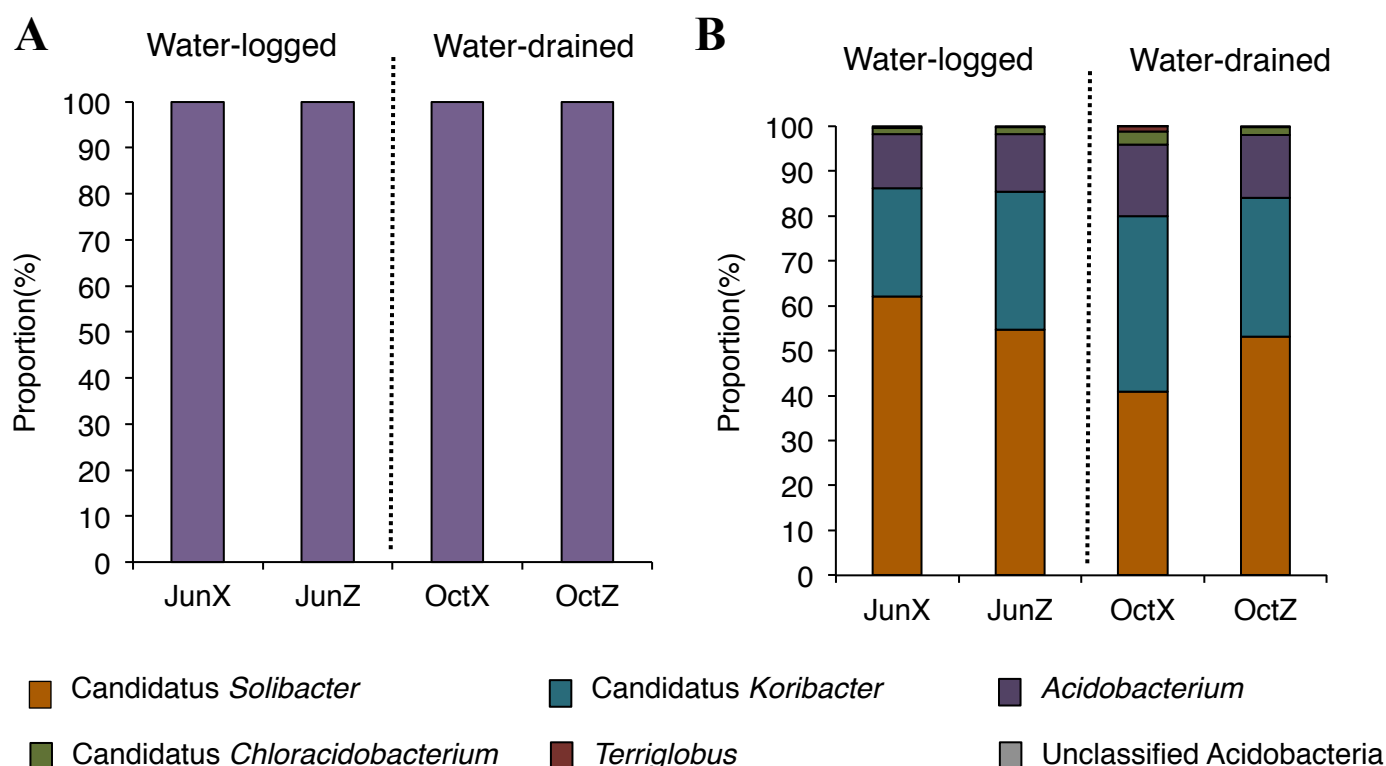 A
Water-logged
Water-drained
100
90
80
70
60
50
40
30
20
10
0
Proportion(%)
JunX
JunZ
OctX
OctZ
B
Water-logged
Water-drained
100
90
80
70
60
50
40
30
20
10
0
Proportion(%)
JunX
JunZ
OctX
OctZ
Candidatus Solibacter
Candidatus Koribacter
Acidobacterium
Candidatus Chloracidobacterium
Terriglobus
Unclassified Acidobacteria